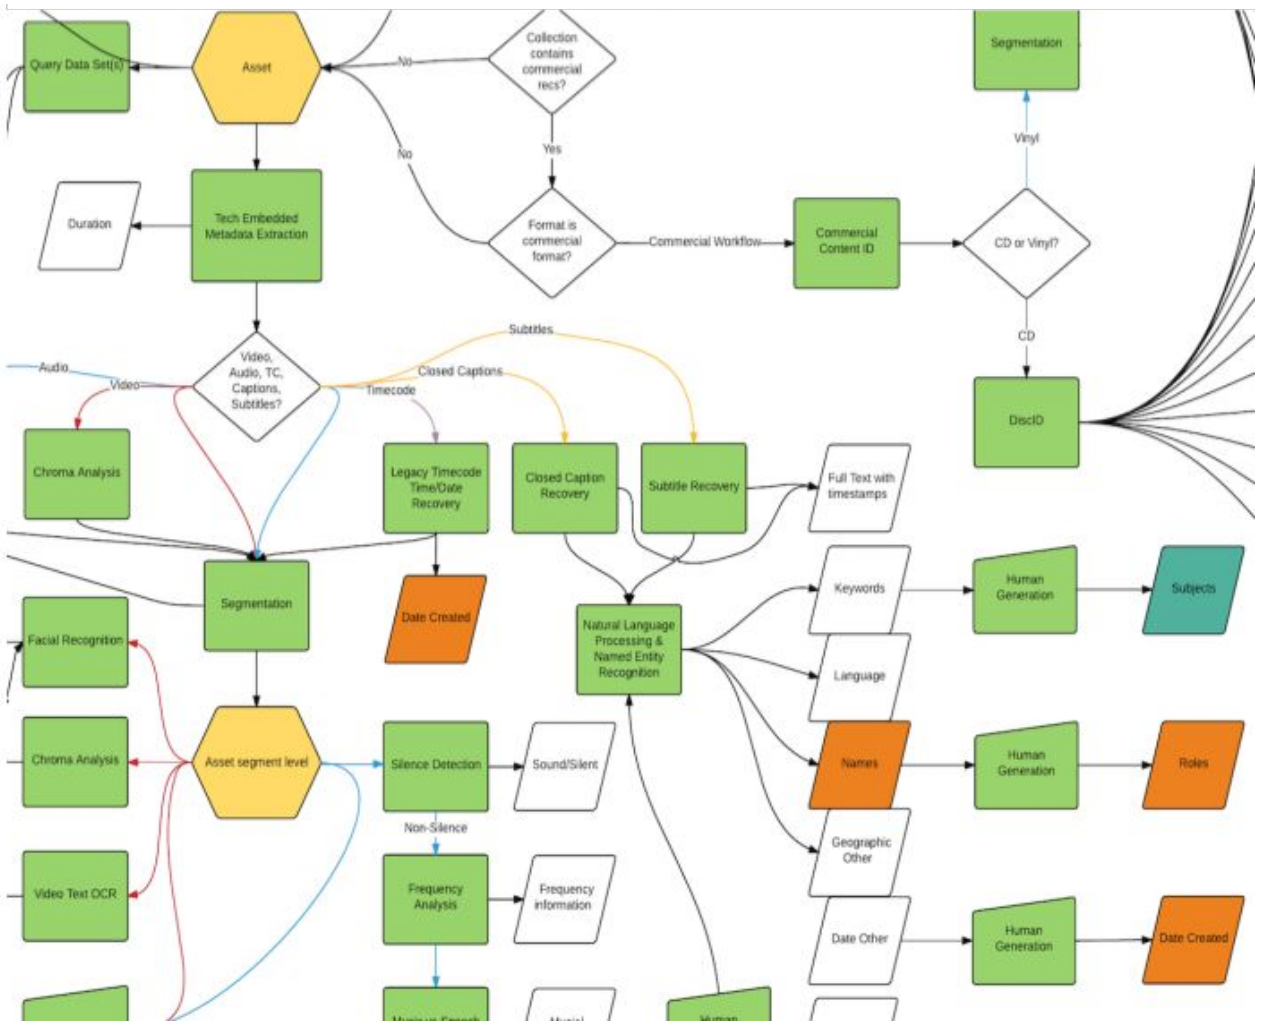 Collection
contains
commercial
recs?
Segmentation
Query Data Set(s)
Asset
No
Vinyl
No
Yes
Duration
Tech Embedded
Metadata Extraction
Format is
commercial
format?
Commercial Workflow
Commercial
Content ID
CD or Vinyl?
CD
Subtitles
Audio
Video
Video,
Audio, TC,
Captions,
Subtitles?
Closed Captions
Timecode
DiscID
Chroma Analysis
Legacy Timecode
Time/Date
Recovery
Closed Caption
Recovery
Subtitle Recovery
Full Text with
timestamps
Segmentation
Date Created
Keywords
Human
Generation
Subjects
Facial Recognition
Natural Language
Processing &
Named Entity
Recognition
Language
Chroma Analysis
Asset segment level
Silence Detection
Sound/Silent
Names
Human
Generation
Roles
Non-Silence
Geographic
Other
Video Text OCR
Frequency
Analysis
Frequency
information
Date Other
Human
Generation
Date Created
Human